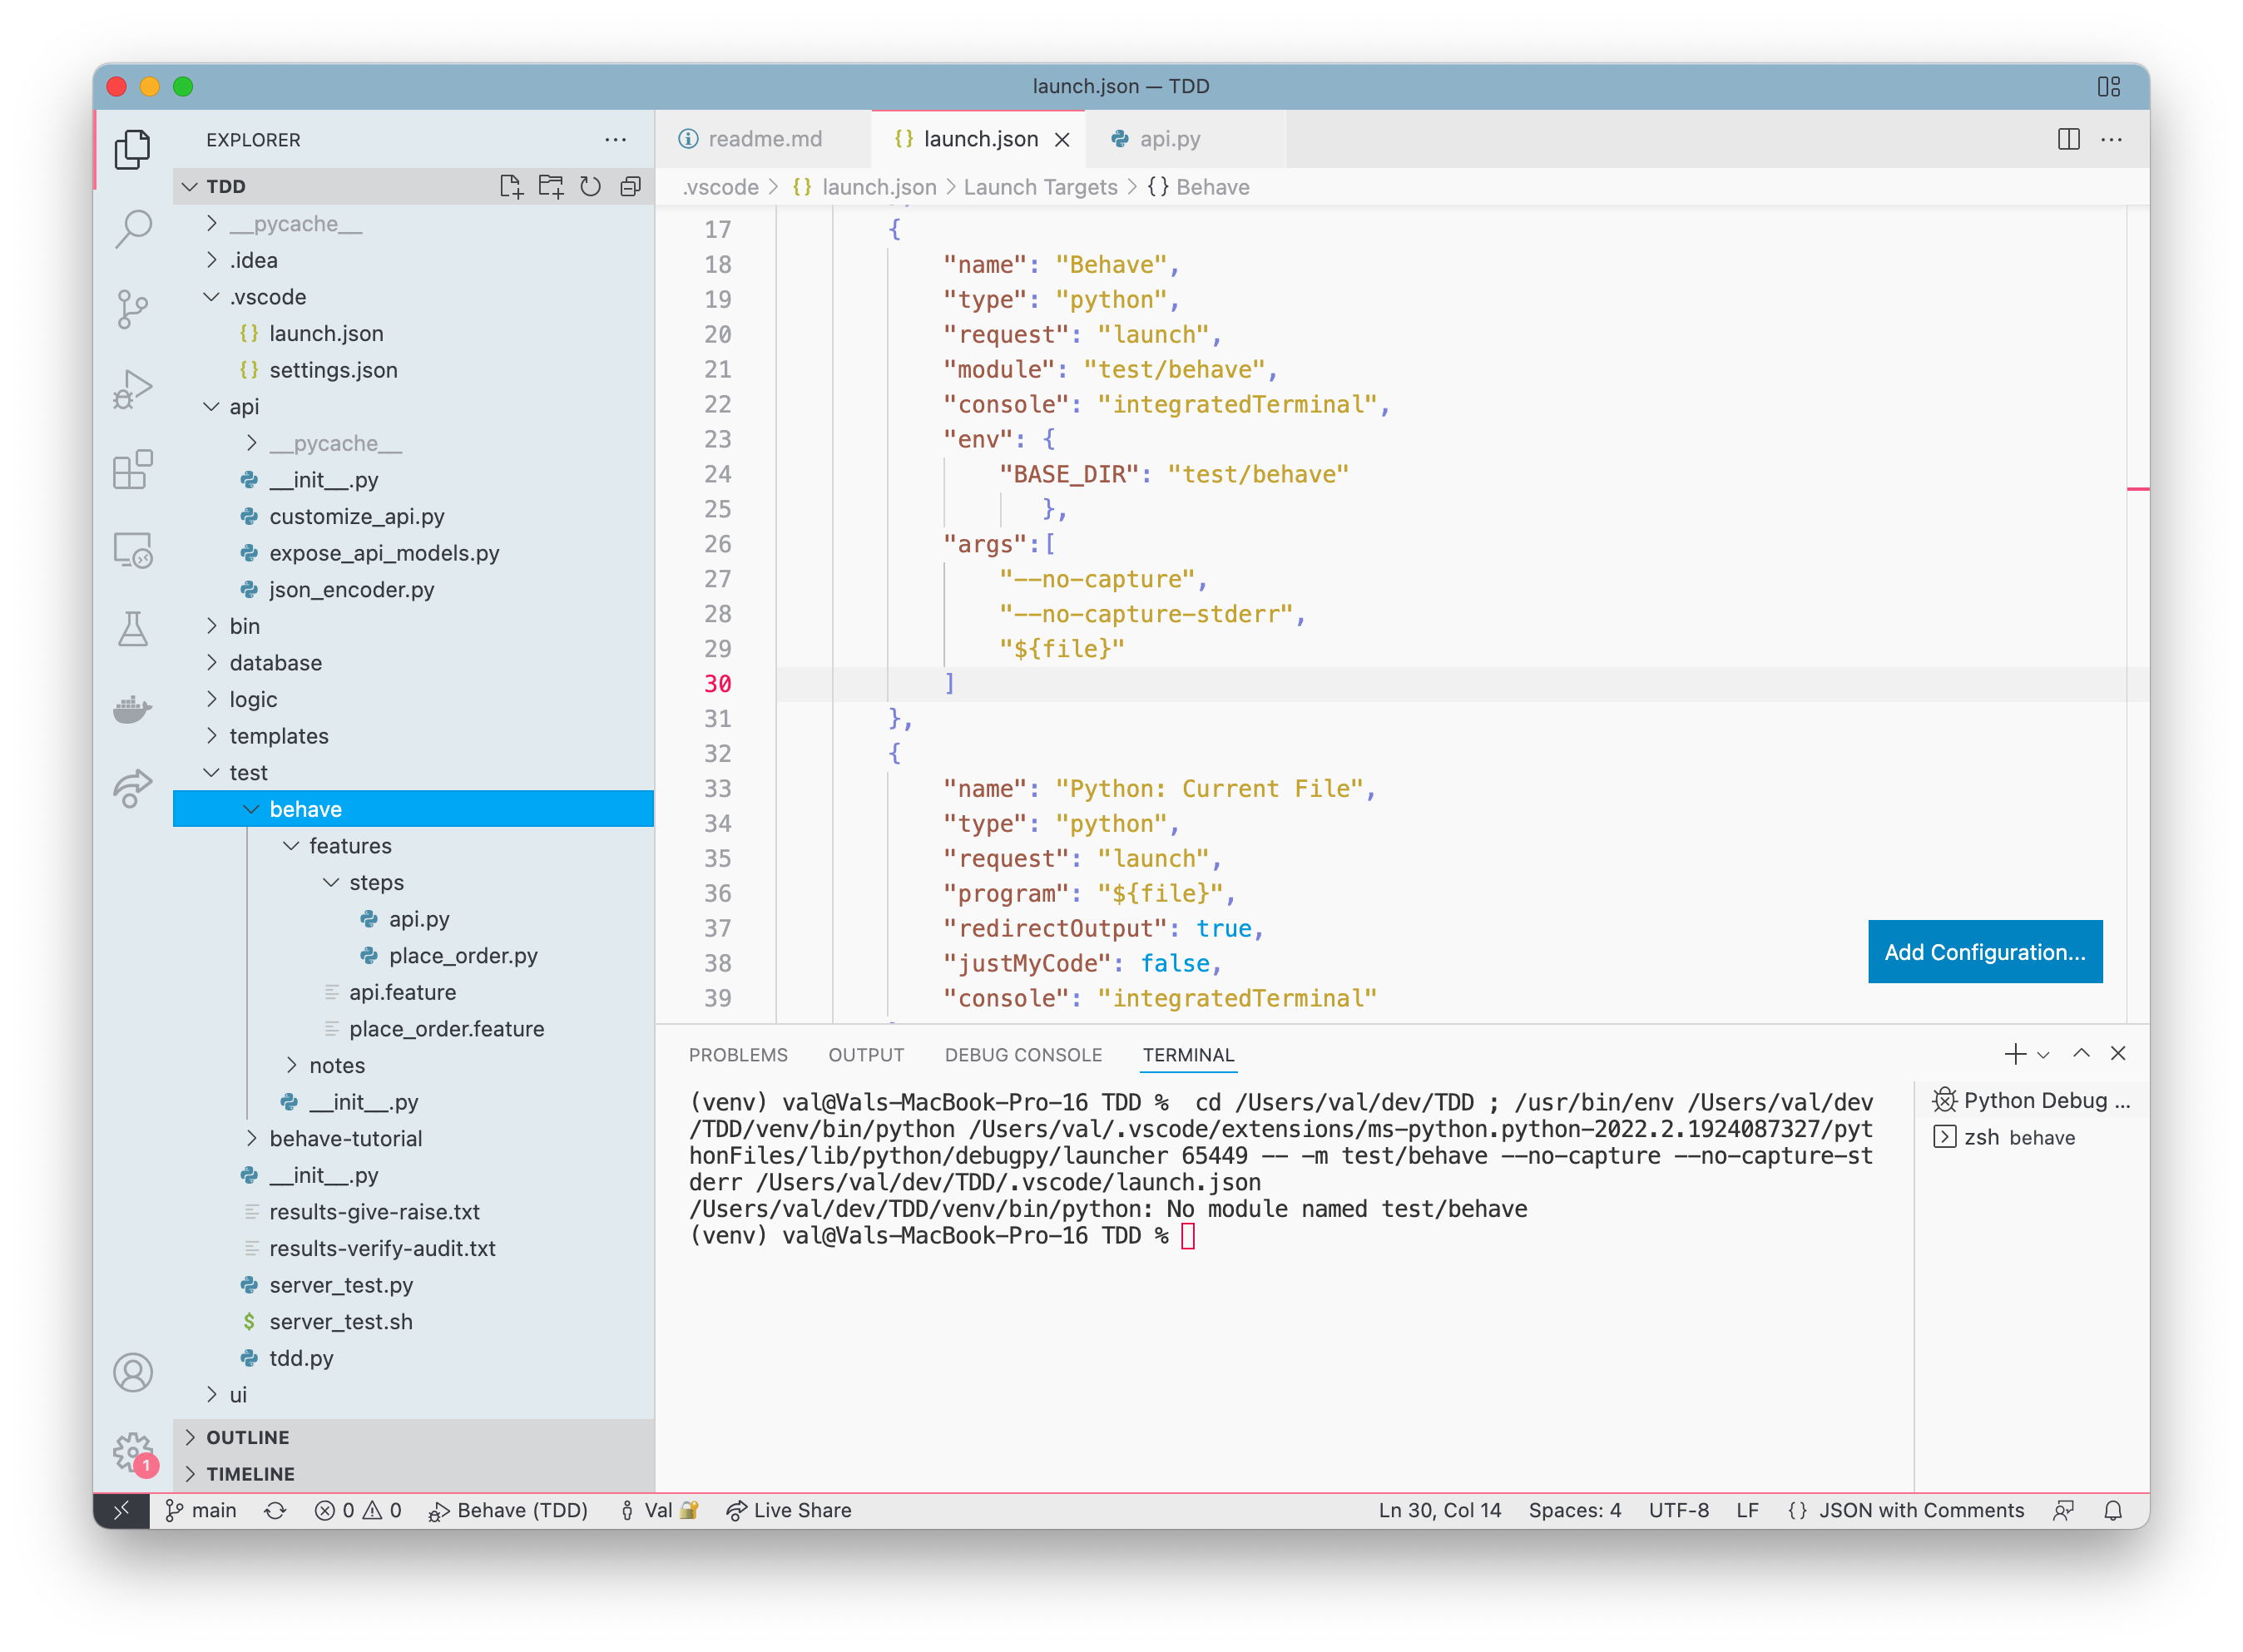 launch.json — TDD
EXPLORER
TDD
__pycache__
.idea
.vscode
launch.json
settings.json
api
__pycache__
__init__.py
customize_api.py
expose_api_models.py
json_encoder.py
bin
database
logic
templates
test
behave
features
steps
api.py
place_order.py
api.feature
place_order.feature
notes
__init__.py
behave-tutorial
__init__.py
results-give-raise.txt
results-verify-audit.txt
server_test.py
$ server_test.sh
tdd.py
ui
OUTLINE
TIMELINE
1
readme.md
{} launch.json
api.py
.vscode > {} launch.json > Launch Targets > {} Behave
17 {
18 "name": "Behave",
19 "type": "python",
20 "request": "launch",
21 "module": "test/behave",
22 "console": "integratedTerminal",
23 "env": {
24 "BASE_DIR": "test/behave"
25 },
26 "args":[
27 "--no-capture",
28 "--no-capture-stderr",
29 "${file}"
30 ]
31 },
32 {
33 "name": "Python: Current File",
34 "type": "python",
35 "request": "launch",
36 "program": "${file}",
37 "redirectOutput": true,
38 "justMyCode": false,
39 "console": "integratedTerminal"
Add Configuration...
PROBLEMS OUTPUT DEBUG CONSOLE TERMINAL
(venv) val@Vals-MacBook-Pro-16 TDD %  cd /Users/val/dev/TDD ; /usr/bin/env /Users/val/dev
/TDD/venv/bin/python /Users/val/.vscode/extensions/ms-python.python-2022.2.1924087327/pyt
honFiles/lib/python/debugpy/launcher 65449 -- -m test/behave --no-capture --no-capture-st
derr /Users/val/dev/TDD/.vscode/launch.json
/Users/val/dev/TDD/venv/bin/python: No module named test/behave
(venv) val@Vals-MacBook-Pro-16 TDD %
Python Debug ...
zsh behave
main 0 0 Behave (TDD) Val Live Share Ln 30, Col 14 Spaces: 4 UTF-8 LF {} JSON with Comments